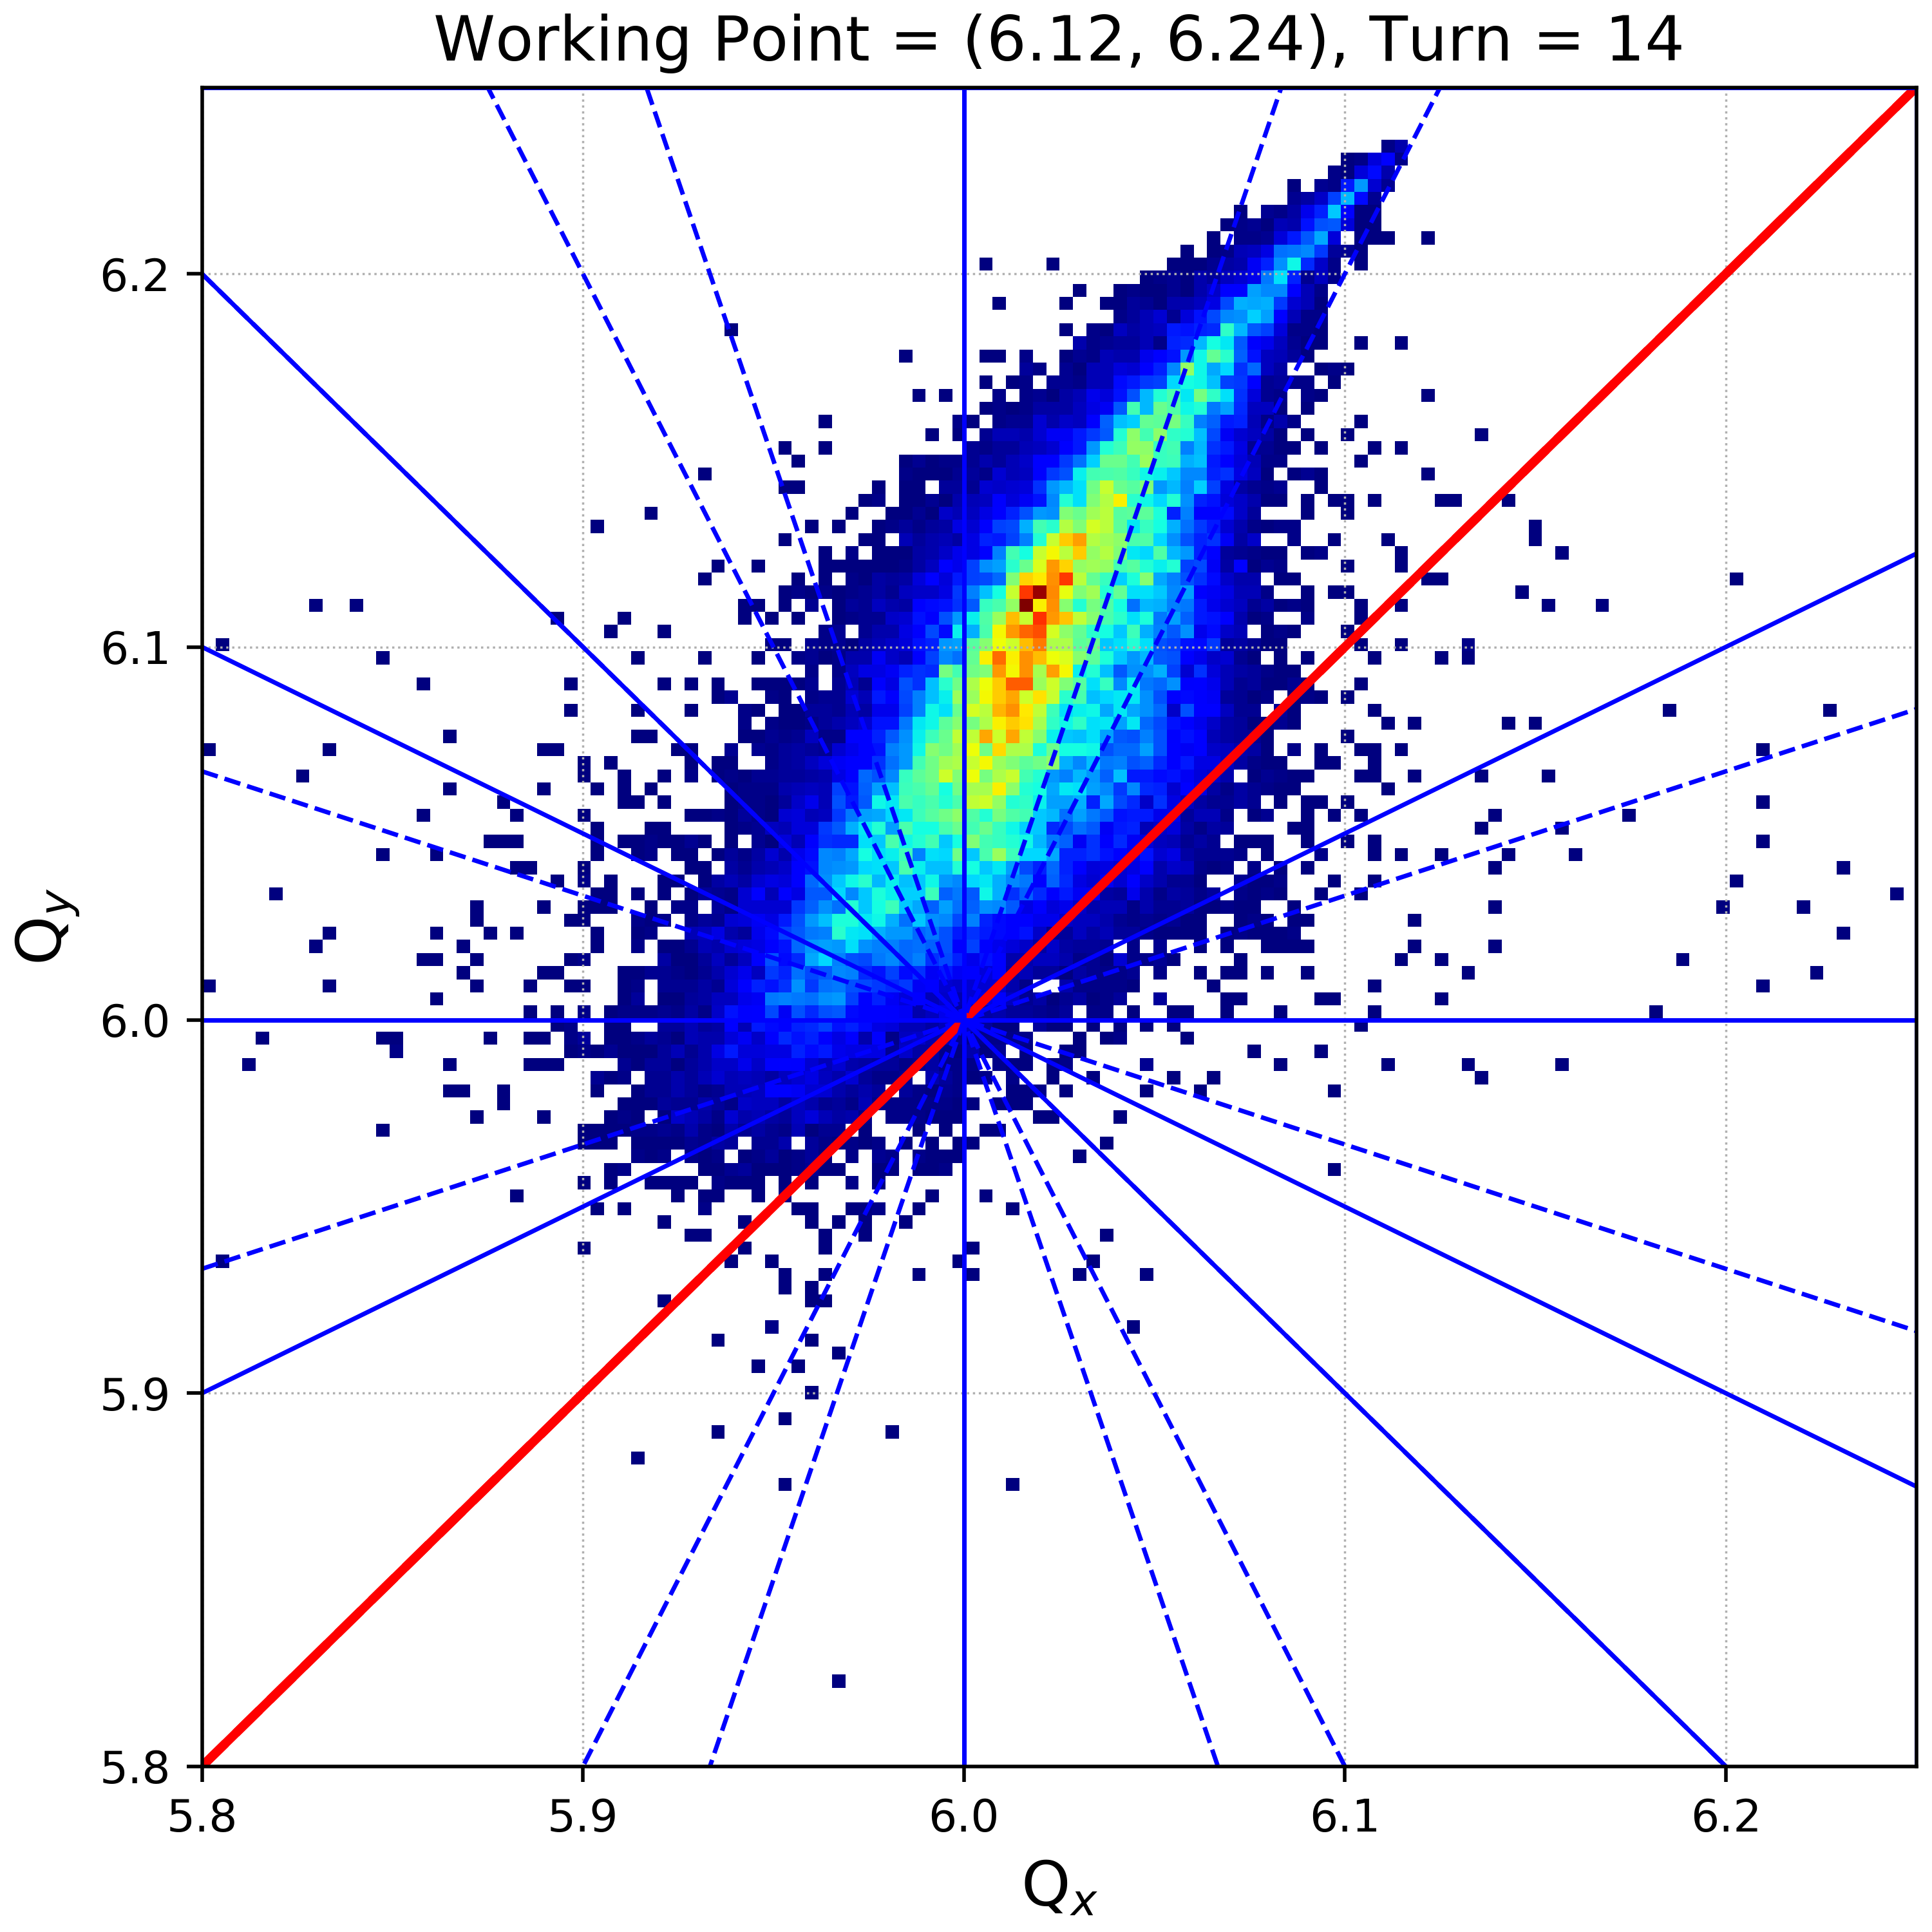 Working Point = (6.12, 6.24), Turn = 14
6.2
6.1
6.0
5.9
5.8
Qy
5.8 5.9 6.0 6.1 6.2
Qx